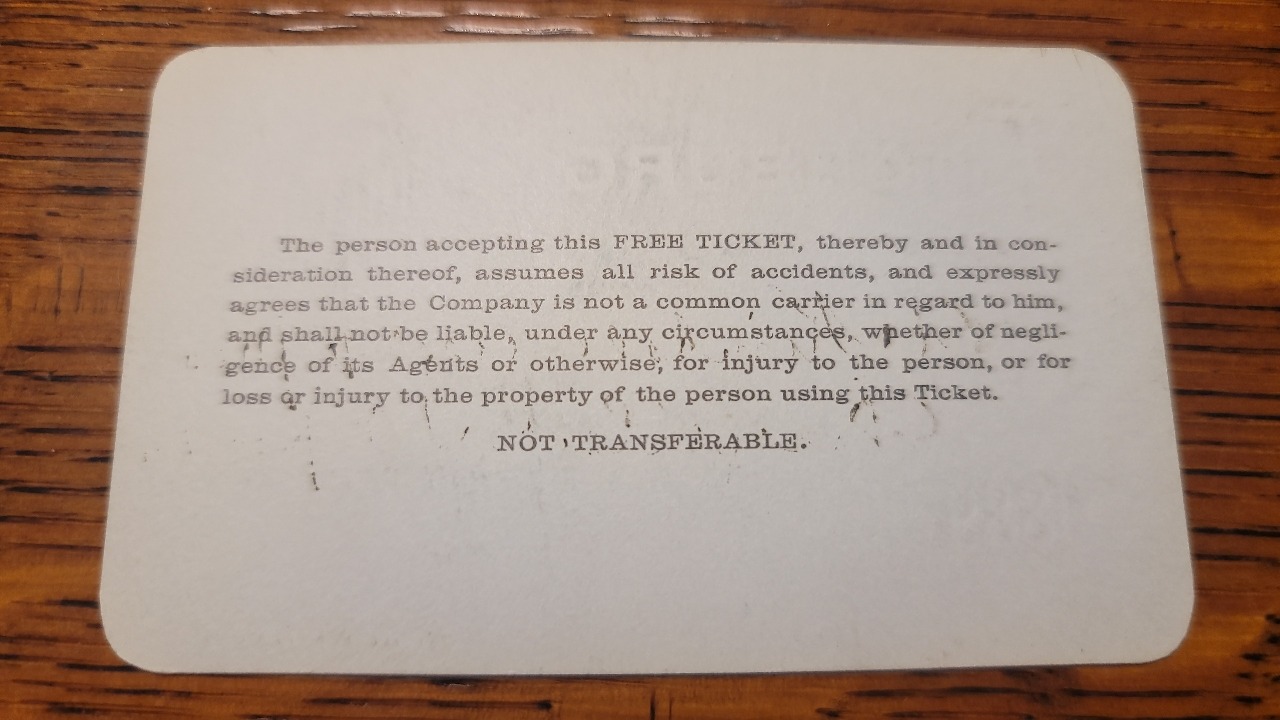 The person accepting this FREE TICKET, thereby and in con-
sideration thereof, assumes all risk of accidents, and expressly
agrees that the Company is not a common carrier in regard to him,
and shall not be liable, under any circumstances, whether of negli-
gence of its Agents or otherwise, for injury to the person, or for
loss or injury to the property of the person using this Ticket.
NOT TRANSFERABLE.